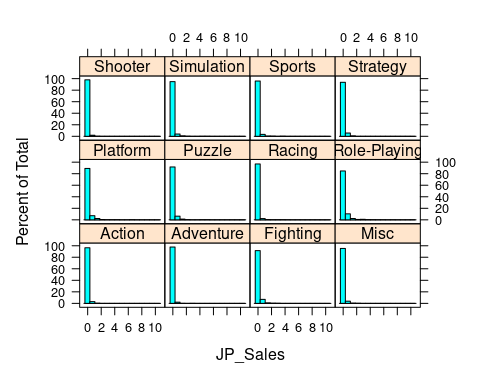 0 2 4 6 8 10 0 2 4 6 8 10
Shooter Simulation Sports Strategy
100
80
60
40
20
0
Platform Puzzle Racing Role-Playing
100
80
60
40
20
0
Action Adventure Fighting Misc
100
80
60
40
20
0
0 2 4 6 8 10 0 2 4 6 8 10
JP_Sales
Percent of Total